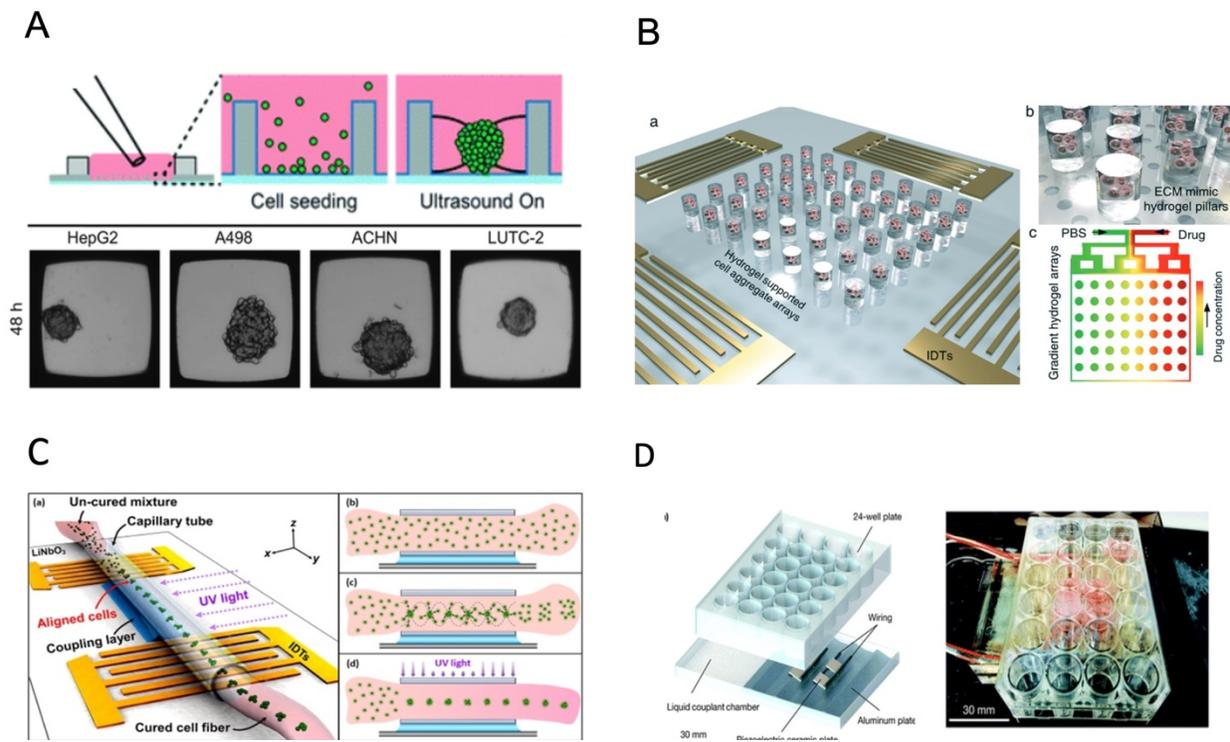 A
Cell seeding
Ultrasound On
HepG2
A498
ACHN
LUTC-2
48 h
B
a
Hydrogel supported
cell aggregate arrays
IDTs
b
ECM mimic
hydrogel pillars
c
PBS
Drug
Gradient hydrogel arrays
Drug concentration
C
(a)
Un-cured mixture
Capillary tube
LiNbO3
z
x
y
UV light
Aligned cells
Coupling layer
IDTs
Cured cell fiber
(b)
(c)
(d)
UV light
D
24-well plate
Wiring
Liquid couplant chamber
Aluminum plate
Piezoelectric ceramic plate
30 mm
30 mm